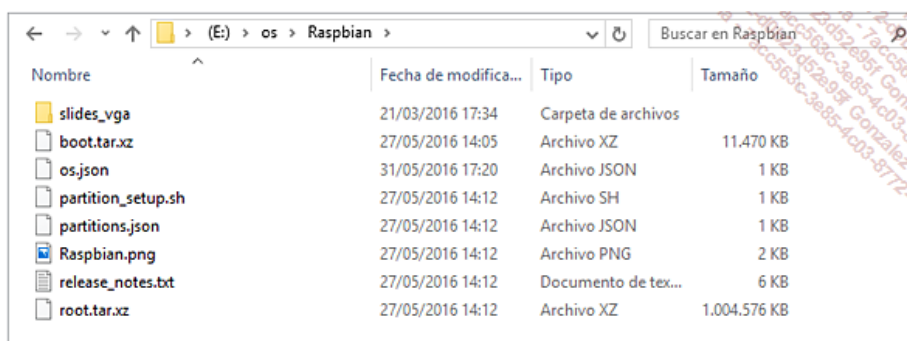 (E:) > os > Raspbian >
Buscar en Raspbian
Nombre Fecha de modifica... Tipo Tamaño
slides_vga 21/03/2016 17:34 Carpeta de archivos
boot.tar.xz 27/05/2016 14:05 Archivo XZ 11.470 KB
os.json 31/05/2016 17:20 Archivo JSON 1 KB
partition_setup.sh 27/05/2016 14:12 Archivo SH 1 KB
partitions.json 27/05/2016 14:12 Archivo JSON 1 KB
Raspbian.png 27/05/2016 14:12 Archivo PNG 2 KB
release_notes.txt 27/05/2016 14:12 Documento de tex... 6 KB
root.tar.xz 27/05/2016 14:12 Archivo XZ 1.004.576 KB